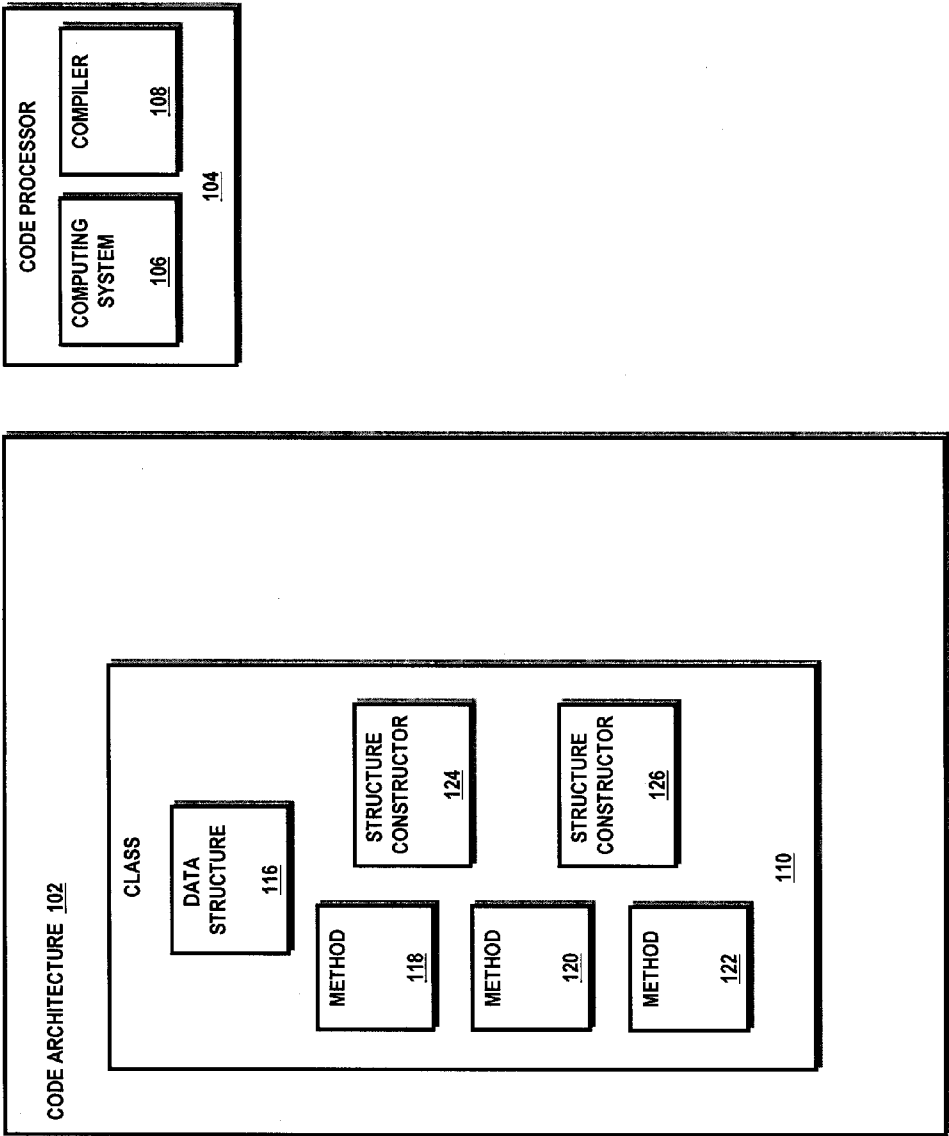 CODE ARCHITECTURE 102
CLASS
DATA
STRUCTURE
116
METHOD
118
STRUCTURE
CONSTRUCTOR
124
METHOD
120
METHOD
122
STRUCTURE
CONSTRUCTOR
126
110
CODE PROCESSOR
COMPUTING
SYSTEM
106
COMPILER
108
104